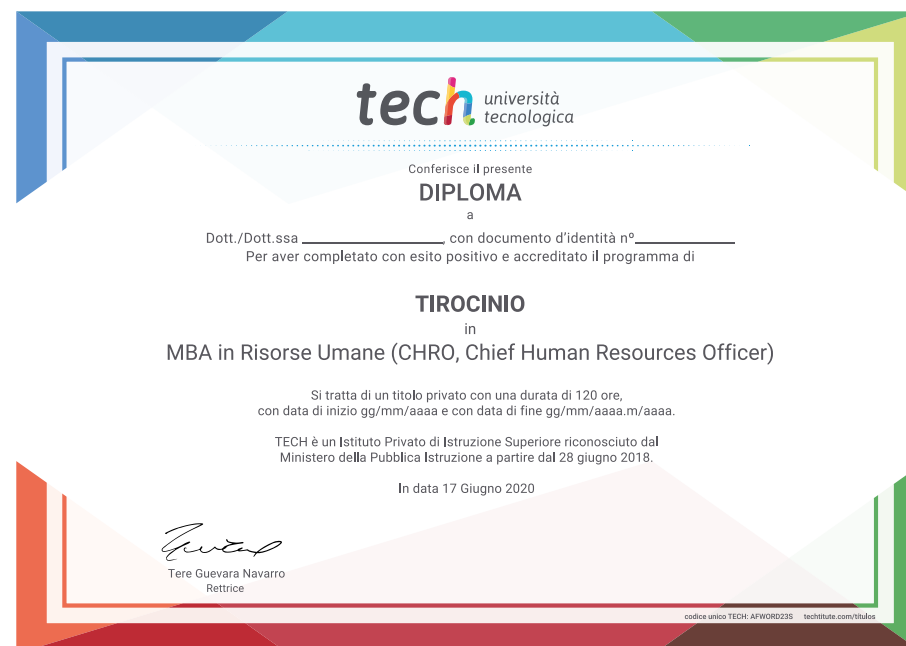 tech università
tecnologica
Conferisce il presente
DIPLOMA
a
Dott./Dott.ssa ____________________, con documento d'identità nº______________
Per aver completato con esito positivo e accreditato il programma di
TIROCINIO
in
MBA in Risorse Umane (CHRO, Chief Human Resources Officer)
Si tratta di un titolo privato con una durata di 120 ore,
con data di inizio gg/mm/aaaa e con data di fine gg/mm/aaaa.m/aaaa.
TECH è un Istituto Privato di Istruzione Superiore riconosciuto dal
Ministero della Pubblica Istruzione a partire dal 28 giugno 2018.
In data 17 Giugno 2020
Tere Guevara Navarro
Rettrice
codice unico TECH: AFWORD23S techtitute.com/titulos